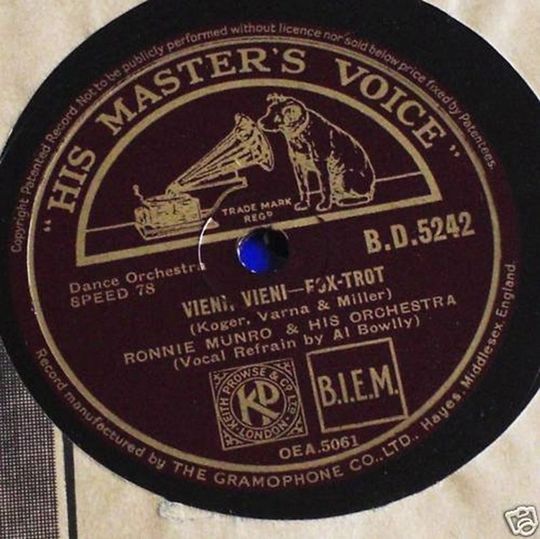 Copyright Patented Record. Not to be publicly performed without licence nor sold below price fixed by Patentees.
"HIS MASTER'S VOICE"
TRADE MARK
REGD
B.D.5242
Dance Orchestra
SPEED 78
VIENI, VIENI—FOX-TROT
(Koger, Varna & Miller)
RONNIE MUNRO & HIS ORCHESTRA
(Vocal Refrain by Al Bowlly)
KEITH PROWSE & CO. LTD.
KP
LONDON
B.I.E.M.
OEA.5061
Record manufactured by THE GRAMOPHONE CO., LTD., Hayes, Middlesex, England.